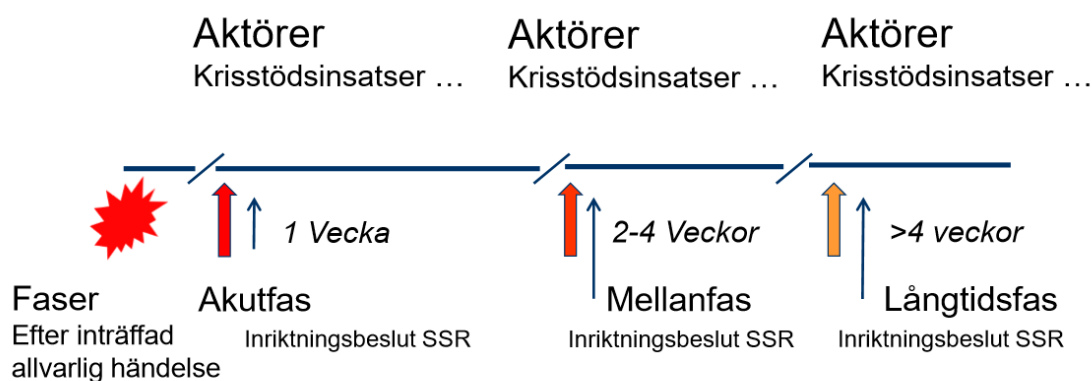 Aktörer
Krisstödsinsatser …
Aktörer
Krisstödsinsatser …
Aktörer
Krisstödsinsatser …
1 Vecka
2-4 Veckor
>4 veckor
Faser
Efter inträffad
allvarlig händelse
Akutfas
Inriktningsbeslut SSR
Mellanfas
Inriktningsbeslut SSR
Långtidsfas
Inriktningsbeslut SSR